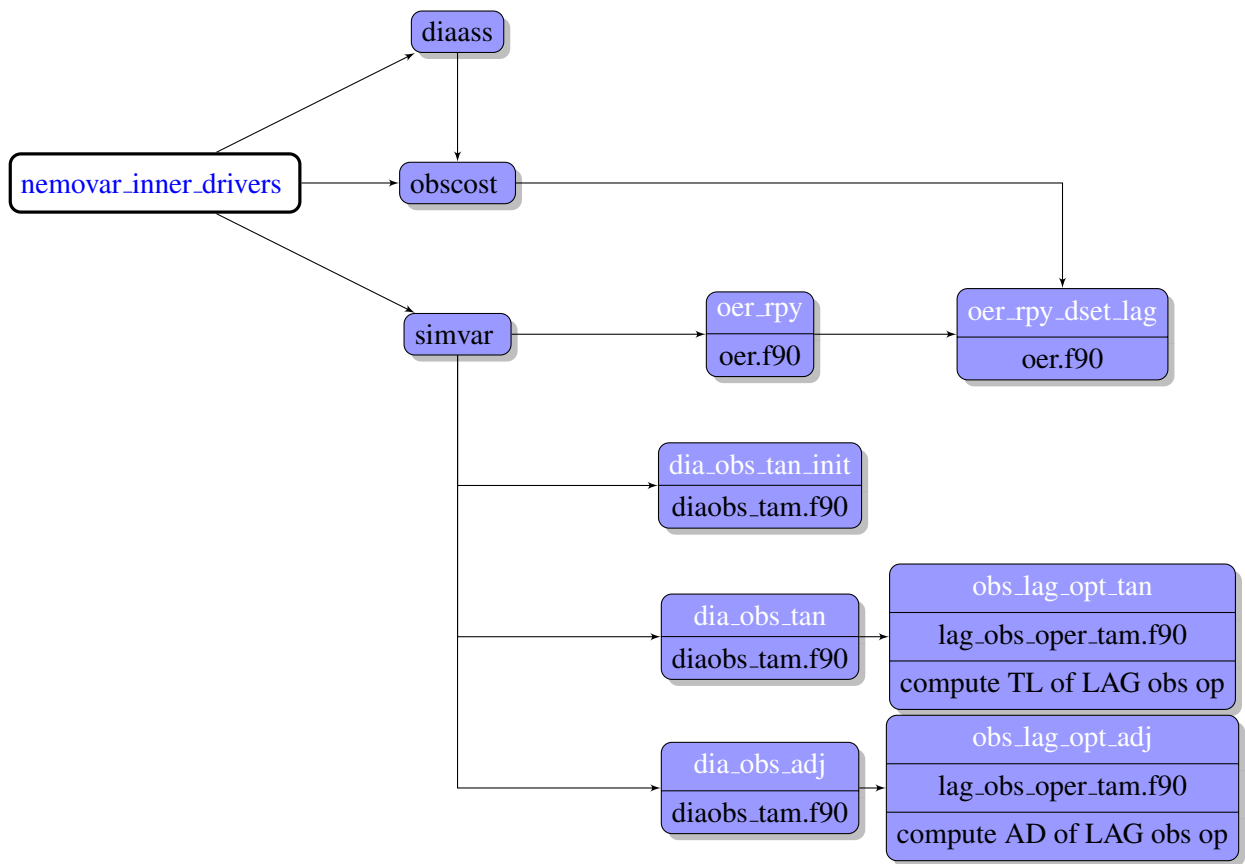 diaass
nemovar_inner_drivers
obscost
simvar
oer_rpy
oer.f90
oer_rpy_dset_lag
oer.f90
dia_obs_tan_init
diaobs_tam.f90
dia_obs_tan
diaobs_tam.f90
obs_lag_opt_tan
lag_obs_oper_tam.f90
compute TL of LAG obs op
dia_obs_adj
diaobs_tam.f90
obs_lag_opt_adj
lag_obs_oper_tam.f90
compute AD of LAG obs op